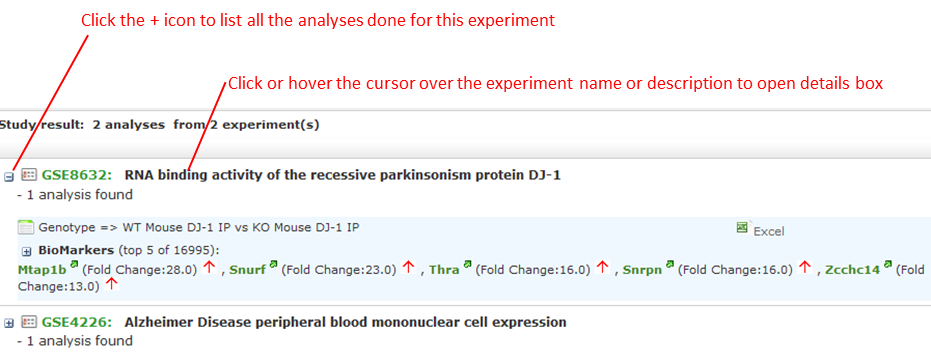 Click the + icon to list all the analyses done for this experiment
Click or hover the cursor over the experiment name or description to open details box
Study result: 2 analyses from 2 experiment(s)
GSE8632: RNA binding activity of the recessive parkinsonism protein DJ-1
- 1 analysis found
Genotype => WT Mouse DJ-1 IP vs KO Mouse DJ-1 IP Excel
BioMarkers (top 5 of 16995):
Mtap1b (Fold Change:28.0) , Snurf (Fold Change:23.0) , Thra (Fold Change:16.0) , Snrpn (Fold Change:16.0) , Zcchc14 (Fold
Change:13.0)
GSE4226: Alzheimer Disease peripheral blood mononuclear cell expression
- 1 analysis found